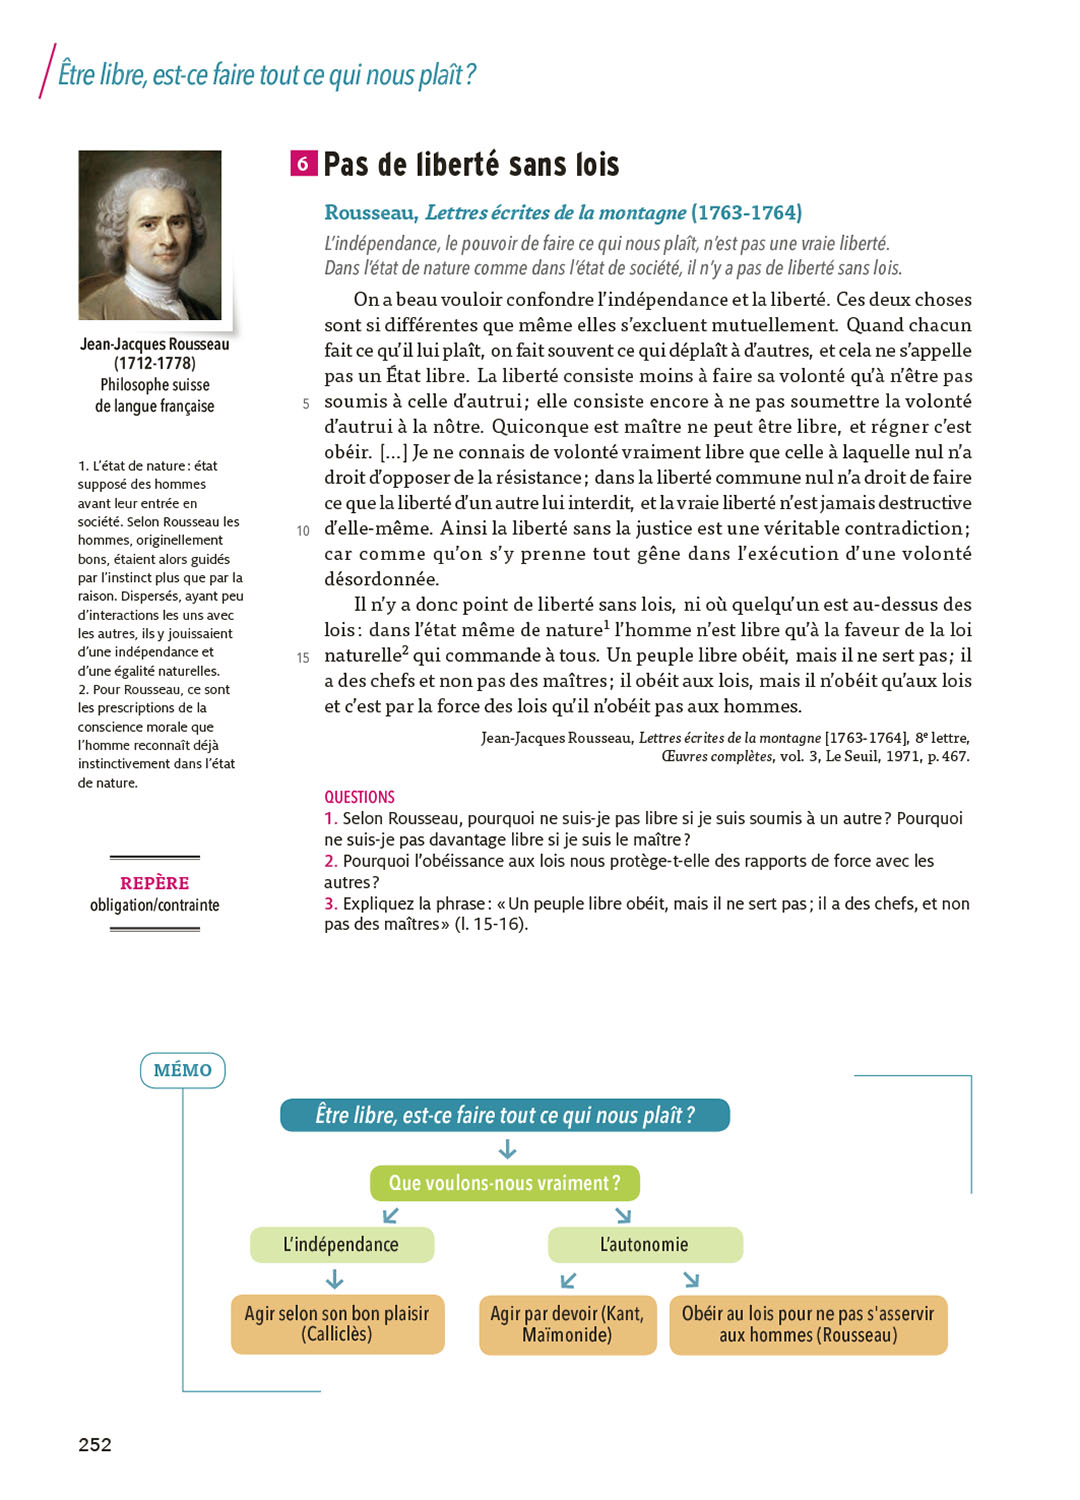 Être libre, est-ce faire tout ce qui nous plaît ?
Jean-Jacques Rousseau
(1712-1778)
Philosophe suisse
de langue française
1. L'état de nature : état
supposé des hommes
avant leur entrée en
société. Selon Rousseau les
hommes, originellement
bons, étaient alors guidés
par l'instinct plus que par la
raison. Dispersés, ayant peu
d'interactions les uns avec
les autres, ils y jouissaient
d'une indépendance et
d'une égalité naturelles.
2. Pour Rousseau, ce sont
les prescriptions de la
conscience morale que
l'homme reconnaît déjà
instinctivement dans l'état
de nature.
REPÈRE
obligation/contrainte
6 Pas de liberté sans lois
Rousseau, Lettres écrites de la montagne (1763-1764)
L'indépendance, le pouvoir de faire ce qui nous plaît, n'est pas une vraie liberté.
Dans l'état de nature comme dans l'état de société, il n'y a pas de liberté sans lois.
On a beau vouloir confondre l'indépendance et la liberté. Ces deux choses
sont si différentes que même elles s'excluent mutuellement. Quand chacun
fait ce qu'il lui plaît, on fait souvent ce qui déplaît à d'autres, et cela ne s'appelle
pas un État libre. La liberté consiste moins à faire sa volonté qu'à n'être pas
5 soumis à celle d'autrui ; elle consiste encore à ne pas soumettre la volonté
d'autrui à la nôtre. Quiconque est maître ne peut être libre, et régner c'est
obéir. [...] Je ne connais de volonté vraiment libre que celle à laquelle nul n'a
droit d'opposer de la résistance ; dans la liberté commune nul n'a droit de faire
ce que la liberté d'un autre lui interdit, et la vraie liberté n'est jamais destructive
10 d'elle-même. Ainsi la liberté sans la justice est une véritable contradiction ;
car comme qu'on s'y prenne tout gêne dans l'exécution d'une volonté
désordonnée.
Il n'y a donc point de liberté sans lois, ni où quelqu'un est au-dessus des
lois : dans l'état même de nature¹ l'homme n'est libre qu'à la faveur de la loi
15 naturelle² qui commande à tous. Un peuple libre obéit, mais il ne sert pas ; il
a des chefs et non pas des maîtres ; il obéit aux lois, mais il n'obéit qu'aux lois
et c'est par la force des lois qu'il n'obéit pas aux hommes.
Jean-Jacques Rousseau, Lettres écrites de la montagne [1763-1764], 8e lettre,
Œuvres complètes, vol. 3, Le Seuil, 1971, p. 467.
QUESTIONS
1. Selon Rousseau, pourquoi ne suis-je pas libre si je suis soumis à un autre ? Pourquoi
ne suis-je pas davantage libre si je suis le maître ?
2. Pourquoi l'obéissance aux lois nous protège-t-elle des rapports de force avec les
autres ?
3. Expliquez la phrase : « Un peuple libre obéit, mais il ne sert pas ; il a des chefs, et non
pas des maîtres » (l. 15-16).
MÉMO
Être libre, est-ce faire tout ce qui nous plaît ?
Que voulons-nous vraiment ?
L'indépendance
L'autonomie
Agir selon son bon plaisir
(Calliclès)
Agir par devoir (Kant,
Maïmonide)
Obéir au lois pour ne pas s'asservir
aux hommes (Rousseau)
252